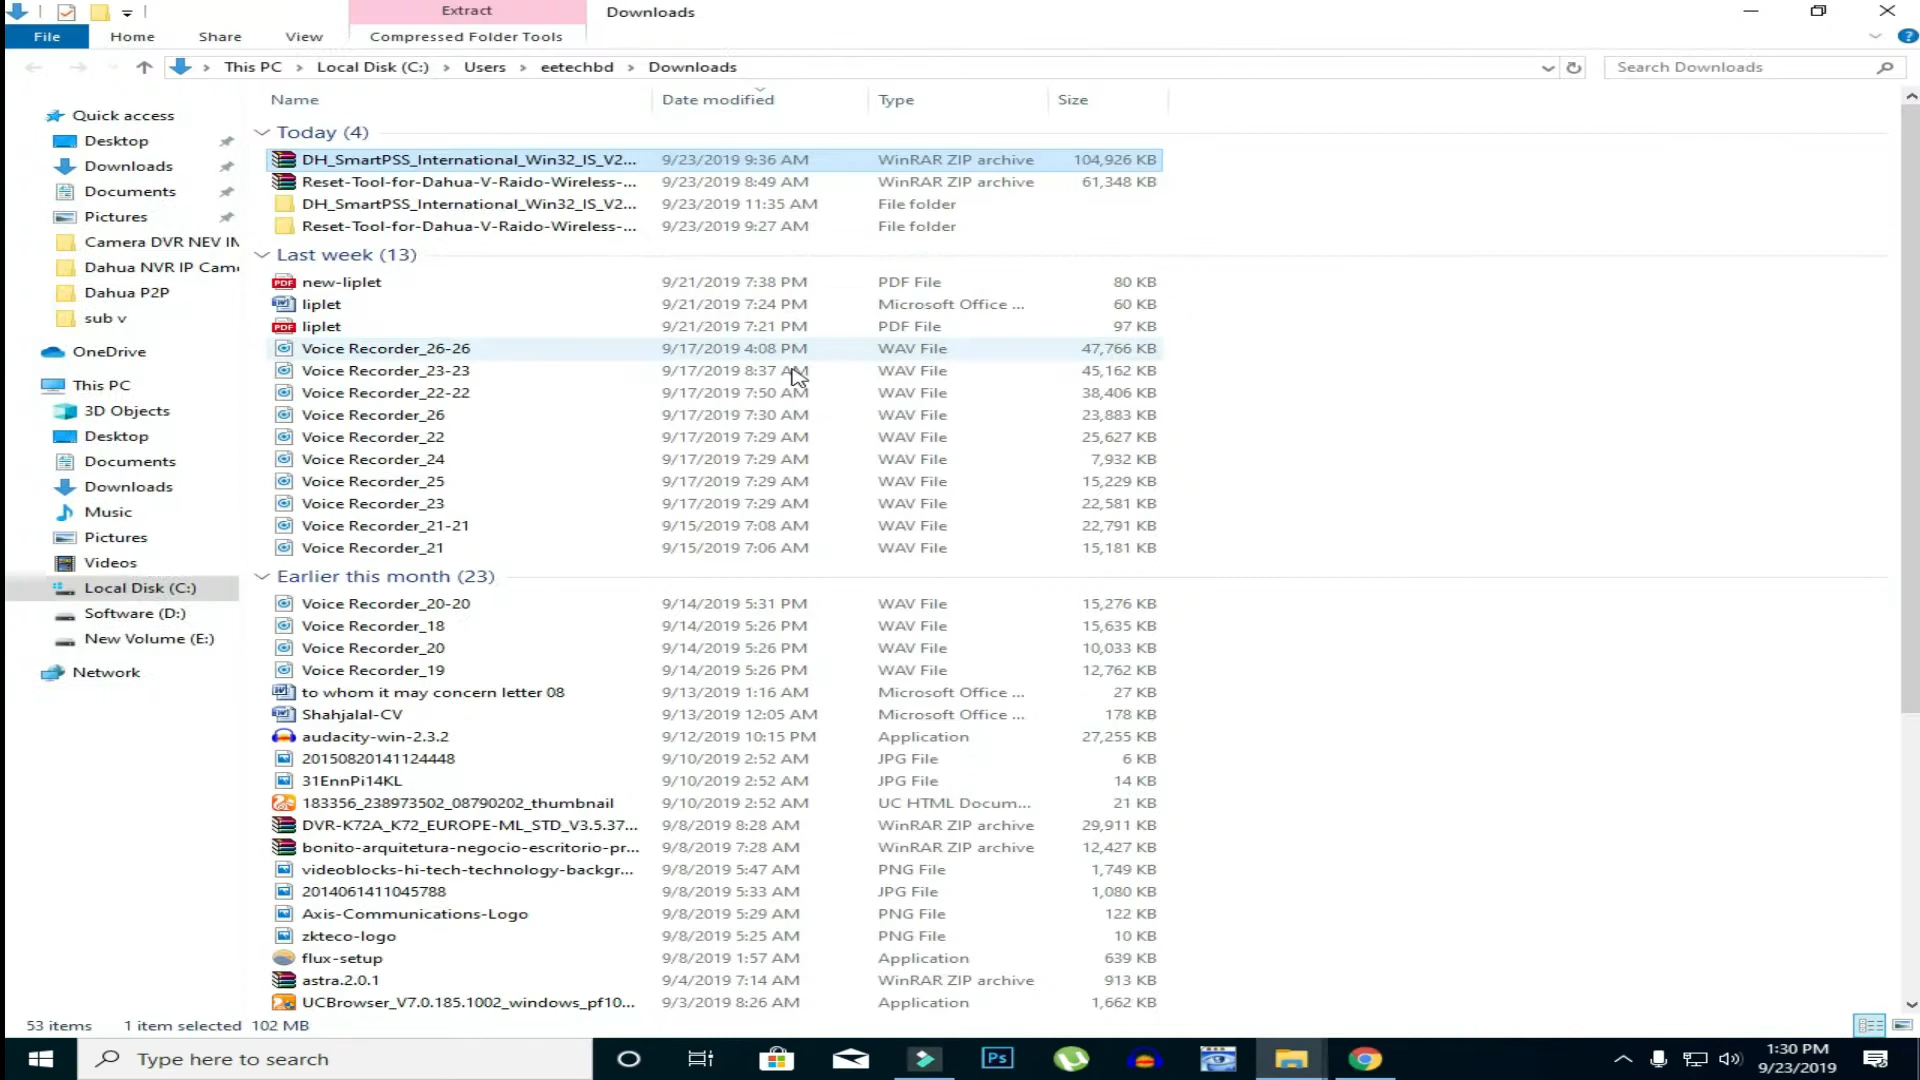 Extract Downloads
File Home Share View Compressed Folder Tools
This PC Local Disk (C:) Users eetechbd Downloads Search Downloads
Name Date modified Type Size
Quick access
Desktop
Downloads
Documents
Pictures
Camera DVR NEV IN
Dahua NVR IP Cam
Dahua P2P
sub v
OneDrive
This PC
3D Objects
Desktop
Documents
Downloads
Music
Pictures
Videos
Local Disk (C:)
Software (D:)
New Volume (E:)
Network
Today (4)
DH_SmartPSS_International_Win32_IS_V2... 9/23/2019 9:36 AM WinRAR ZIP archive 104,926 KB
Reset-Tool-for-Dahua-V-Raido-Wireless-... 9/23/2019 8:49 AM WinRAR ZIP archive 61,348 KB
DH_SmartPSS_International_Win32_IS_V2... 9/23/2019 11:35 AM File folder
Reset-Tool-for-Dahua-V-Raido-Wireless-... 9/23/2019 9:27 AM File folder
Last week (13)
new-liplet 9/21/2019 7:38 PM PDF File 80 KB
liplet 9/21/2019 7:24 PM Microsoft Office ... 60 KB
liplet 9/21/2019 7:21 PM PDF File 97 KB
Voice Recorder_26-26 9/17/2019 4:08 PM WAV File 47,766 KB
Voice Recorder_23-23 9/17/2019 8:37 AM WAV File 45,162 KB
Voice Recorder_22-22 9/17/2019 7:50 AM WAV File 38,406 KB
Voice Recorder_26 9/17/2019 7:30 AM WAV File 23,883 KB
Voice Recorder_22 9/17/2019 7:29 AM WAV File 25,627 KB
Voice Recorder_24 9/17/2019 7:29 AM WAV File 7,932 KB
Voice Recorder_25 9/17/2019 7:29 AM WAV File 15,229 KB
Voice Recorder_23 9/17/2019 7:29 AM WAV File 22,581 KB
Voice Recorder_21-21 9/15/2019 7:08 AM WAV File 22,791 KB
Voice Recorder_21 9/15/2019 7:06 AM WAV File 15,181 KB
Earlier this month (23)
Voice Recorder_20-20 9/14/2019 5:31 PM WAV File 15,276 KB
Voice Recorder_18 9/14/2019 5:26 PM WAV File 15,635 KB
Voice Recorder_20 9/14/2019 5:26 PM WAV File 10,033 KB
Voice Recorder_19 9/14/2019 5:26 PM WAV File 12,762 KB
to whom it may concern letter 08 9/13/2019 1:16 AM Microsoft Office ... 27 KB
Shahjalal-CV 9/13/2019 12:05 AM Microsoft Office ... 178 KB
audacity-win-2.3.2 9/12/2019 10:15 PM Application 27,255 KB
20150820141124448 9/10/2019 2:52 AM JPG File 6 KB
31EnnPi14KL 9/10/2019 2:52 AM JPG File 14 KB
183356_238973502_08790202_thumbnail 9/10/2019 2:52 AM UC HTML Docum... 21 KB
DVR-K72A_K72_EUROPE-ML_STD_V3.5.37... 9/8/2019 8:28 AM WinRAR ZIP archive 29,911 KB
bonito-arquitetura-negocio-escritorio-pr... 9/8/2019 7:28 AM WinRAR ZIP archive 12,427 KB
videoblocks-hi-tech-technology-backgr... 9/8/2019 5:47 AM PNG File 1,749 KB
2014061411045788 9/8/2019 5:33 AM JPG File 1,080 KB
Axis-Communications-Logo 9/8/2019 5:29 AM PNG File 122 KB
zkteco-logo 9/8/2019 5:25 AM PNG File 10 KB
flux-setup 9/8/2019 1:57 AM Application 639 KB
astra.2.0.1 9/4/2019 7:14 AM WinRAR ZIP archive 913 KB
UCBrowser_V7.0.185.1002_windows_pf10... 9/3/2019 8:26 AM Application 1,662 KB
53 items 1 item selected 102 MB
Type here to search Ps 1:30 PM
9/23/2019